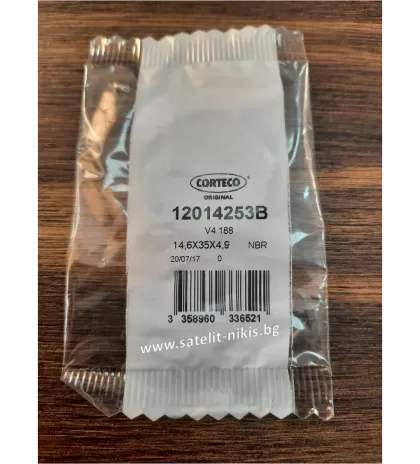 CORTECO
ORIGINAL
12014253B
V4 188
14,6X35X4,9 NBR
20/07/17 0
3 358960 336521
www.satelit-nikis.bg